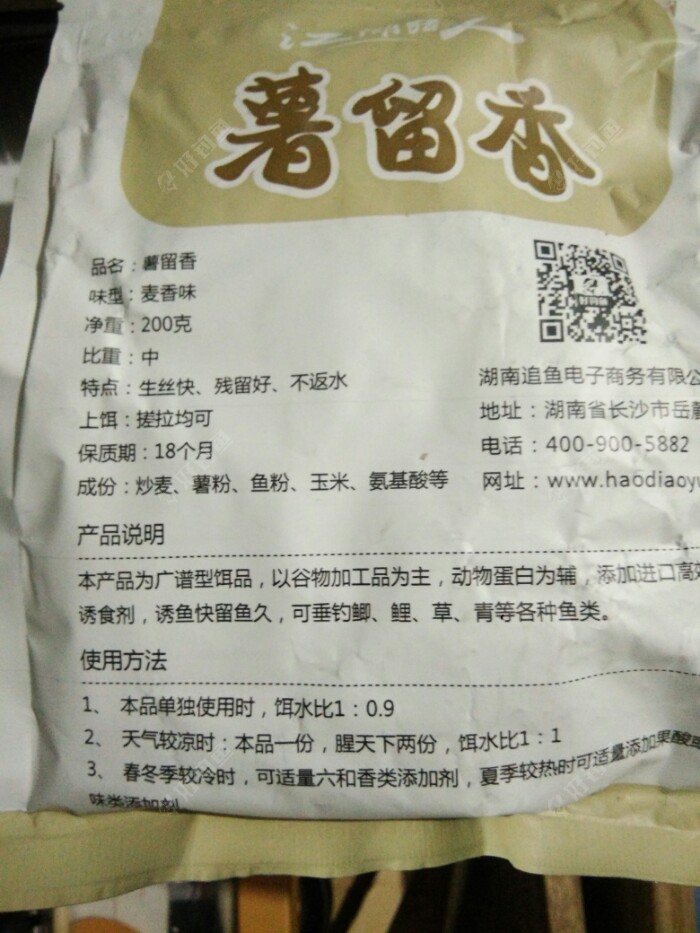 薯留香
品名：薯留香
味型：麦香味
净重：200克
比重：中
特点：生丝快、残留好、不返水
上饵：搓拉均可
保质期：18个月
成份：炒麦、薯粉、鱼粉、玉米、氨基酸等
好钓鱼
湖南追鱼电子商务有限公
地址：湖南省长沙市岳麓
电话：400-900-5882
网址：www.haodiaoy
产品说明
本产品为广谱型饵品，以谷物加工品为主，动物蛋白为辅，添加进口高效
诱食剂，诱鱼快留鱼久，可垂钓鲫、鲤、草、青等各种鱼类。
使用方法
1、 本品单独使用时，饵水比1：0.9
2、 天气较凉时：本品一份，腥天下两份，饵水比1：1
3、 春冬季较冷时，可适量六和香类添加剂，夏季较热时可适量添加果酸
味类添加剂
好钓鱼